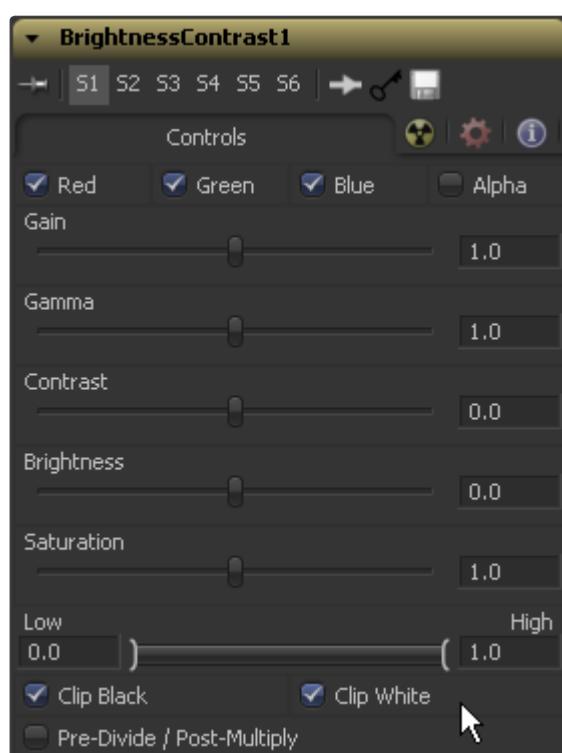 BrightnessContrast1
S1 S2 S3 S4 S5 S6
Controls
Red Green Blue Alpha
Gain
1.0
Gamma
1.0
Contrast
0.0
Brightness
0.0
Saturation
1.0
Low High
0.0 1.0
Clip Black Clip White
Pre-Divide / Post-Multiply